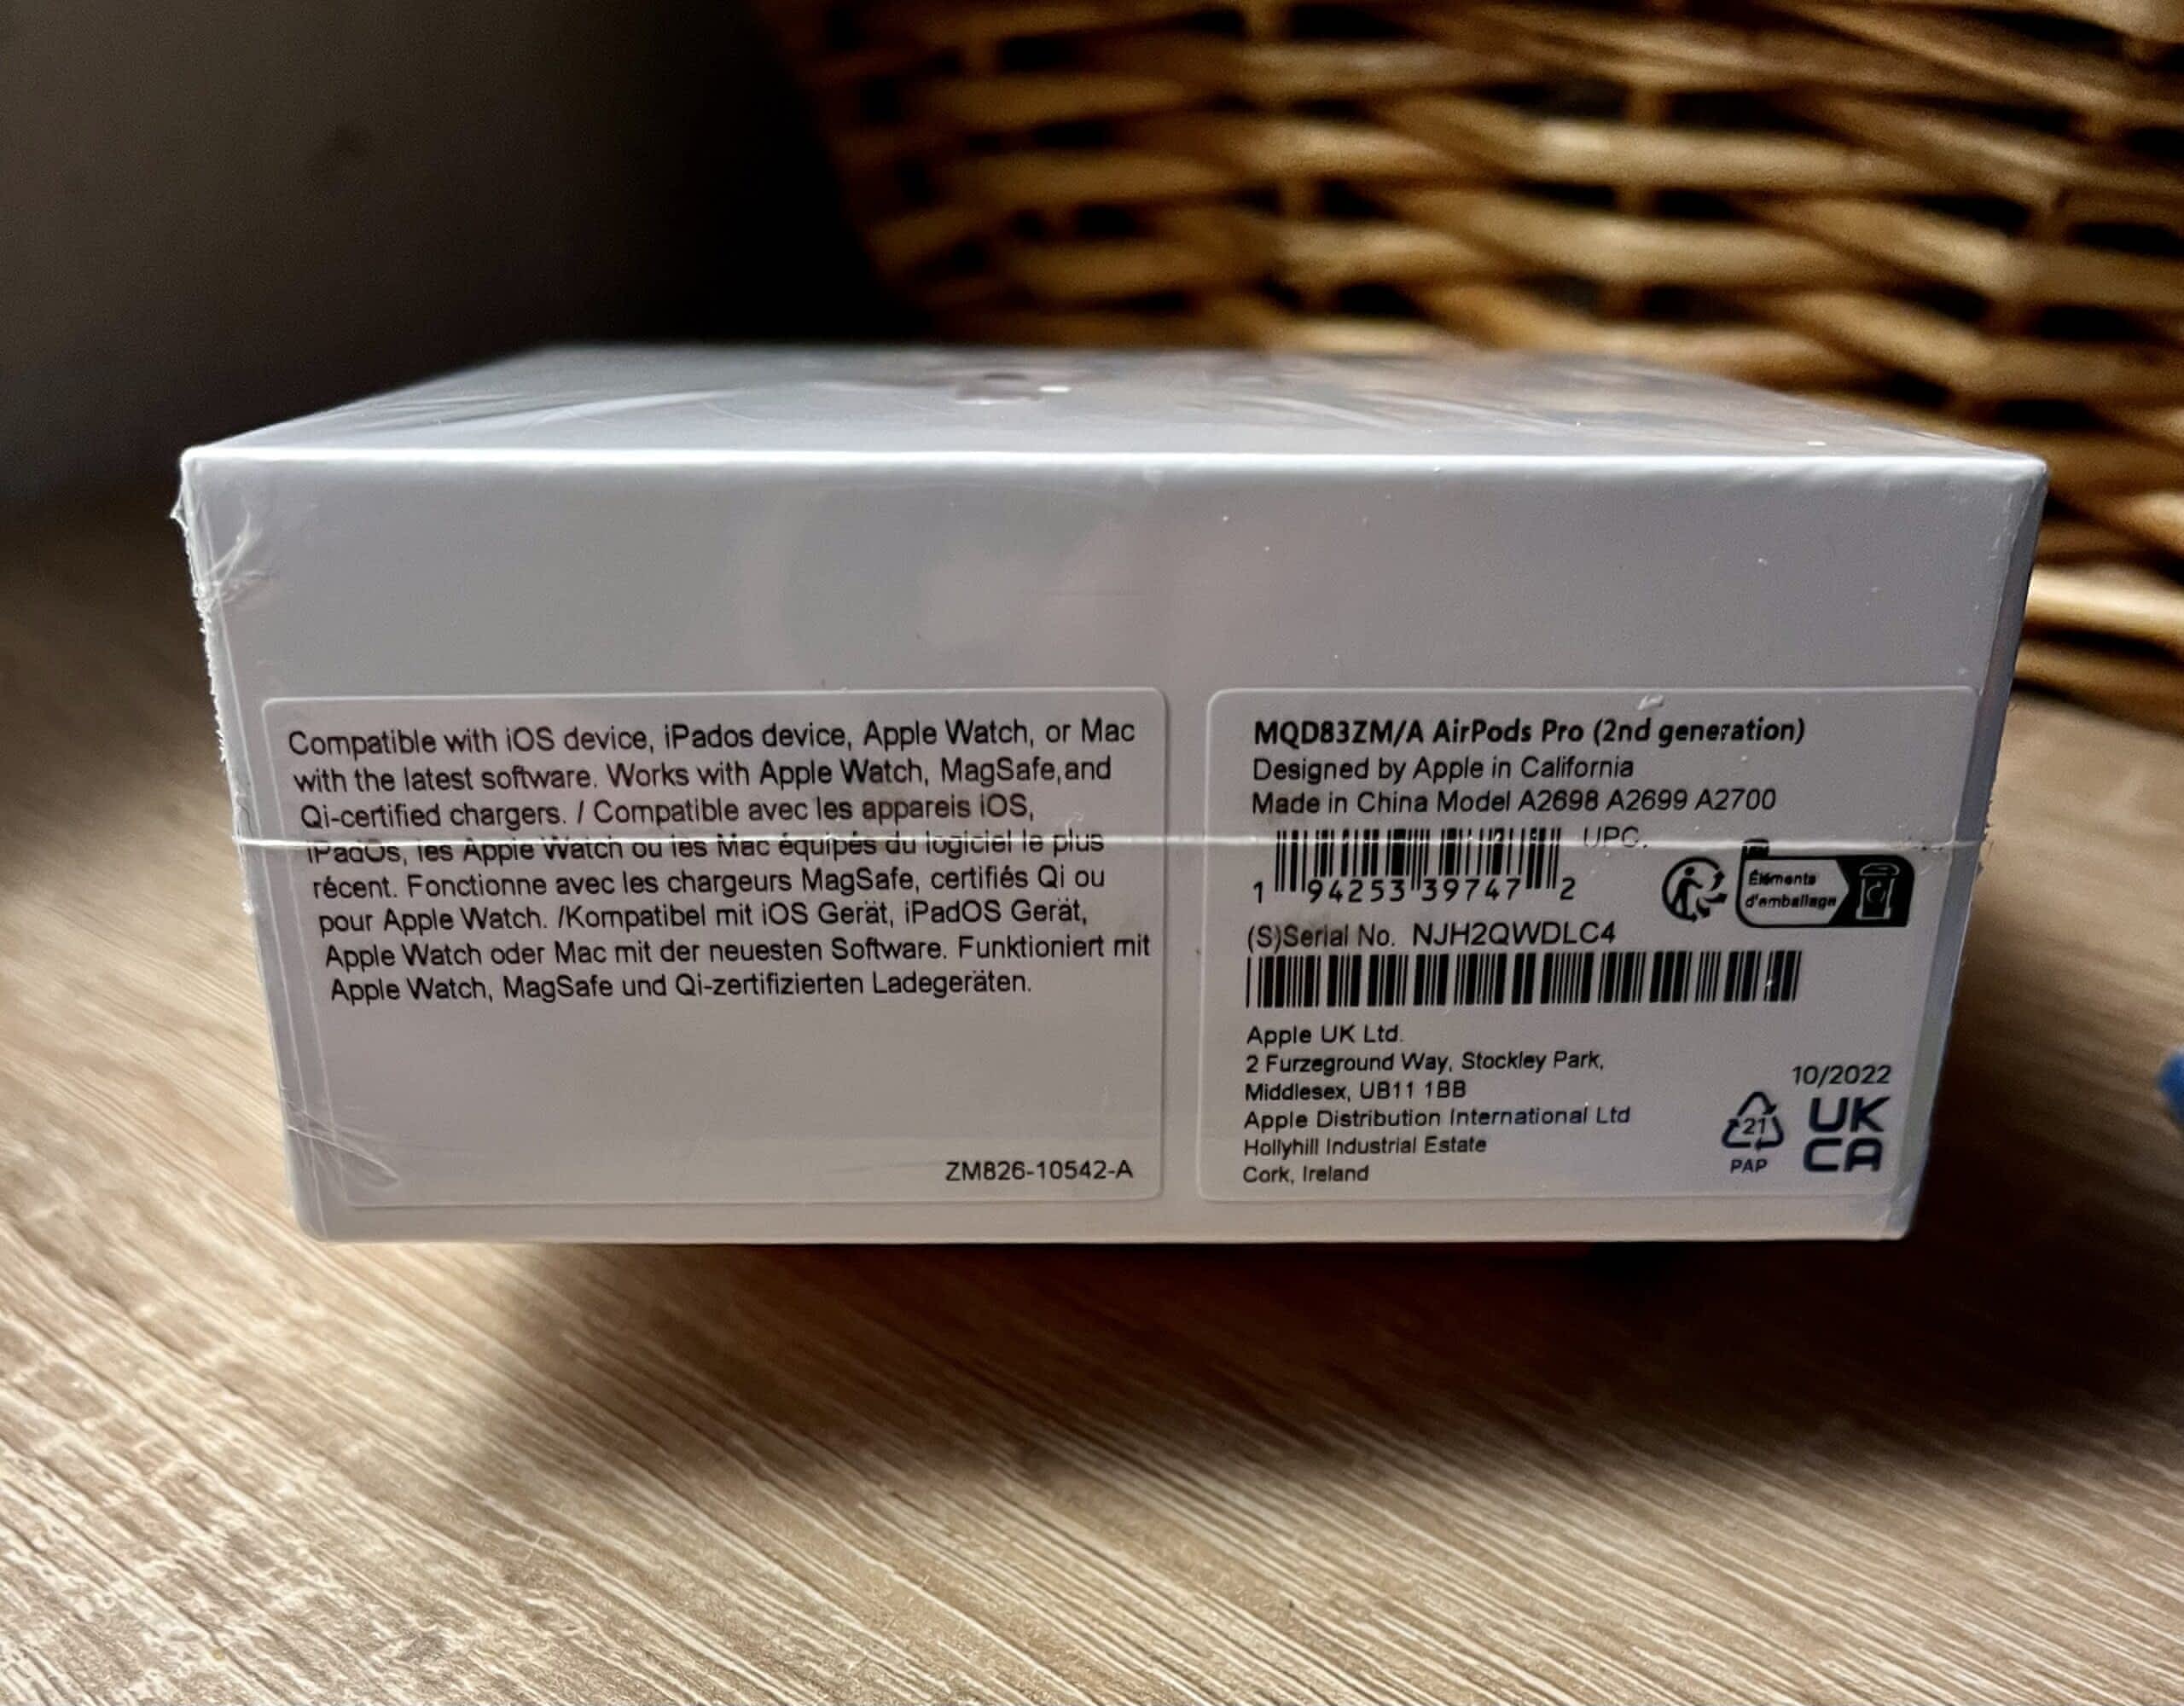 Compatible with iOS device, iPados device, Apple Watch, or Mac
with the latest software. Works with Apple Watch, MagSafe,and
Qi-certified chargers. / Compatible avec les appareis iOS,
iPadOs, les Apple Watch ou les Mac équipés du logiciel le plus
récent. Fonctionne avec les chargeurs MagSafe, certifiés Qi ou
pour Apple Watch. /Kompatibel mit iOS Gerät, iPadOS Gerät,
Apple Watch oder Mac mit der neuesten Software. Funktioniert mit
Apple Watch, MagSafe und Qi-zertifizierten Ladegeräten.
ZM826-10542-A
MQD83ZM/A AirPods Pro (2nd generation)
Designed by Apple in California
Made in China Model A2698 A2699 A2700
UPC.
1 94253 39747 2
Éléments
d'emballage
(S)Serial No. NJH2QWDLC4
Apple UK Ltd.
2 Furzeground Way, Stockley Park,
Middlesex, UB11 1BB
Apple Distribution International Ltd
Hollyhill Industrial Estate
Cork, Ireland
10/2022
21
PAP
UK
CA